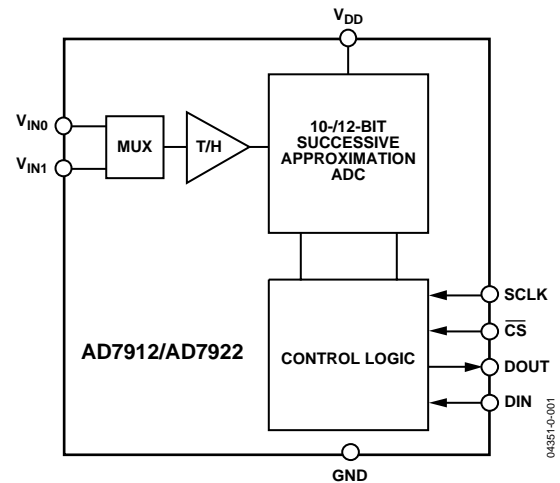 VDD
VIN0
VIN1
MUX
T/H
10-/12-BIT
SUCCESSIVE
APPROXIMATION
ADC
SCLK
CS
DOUT
DIN
CONTROL LOGIC
AD7912/AD7922
GND
04351-0-001